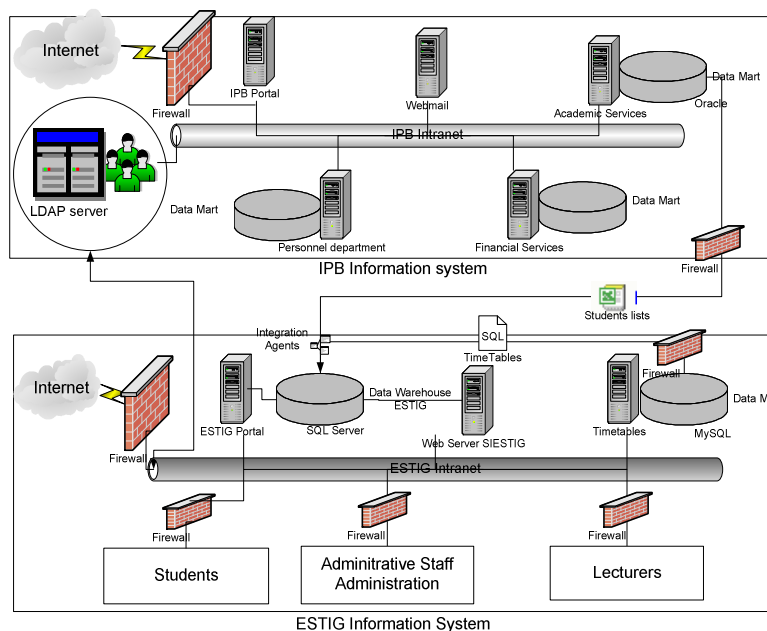 Internet
IPB Portal
Webmail
Data Mart
Oracle
Academic Services
Firewall
IPB Intranet
LDAP server
Data Mart
Data Mart
Personnel department
Financial Services
IPB Information system
Firewall
Students lists
Integration
Agents
SQL
TimeTables
Internet
Firewall
Data Warehouse
ESTIG
Data M
ESTIG Portal
SQL Server
Web Server SIESTIG
Timetables
MySQL
Firewall
ESTIG Intranet
Firewall
Firewall
Firewall
Students
Adminitrative Staff
Administration
Lecturers
ESTIG Information System